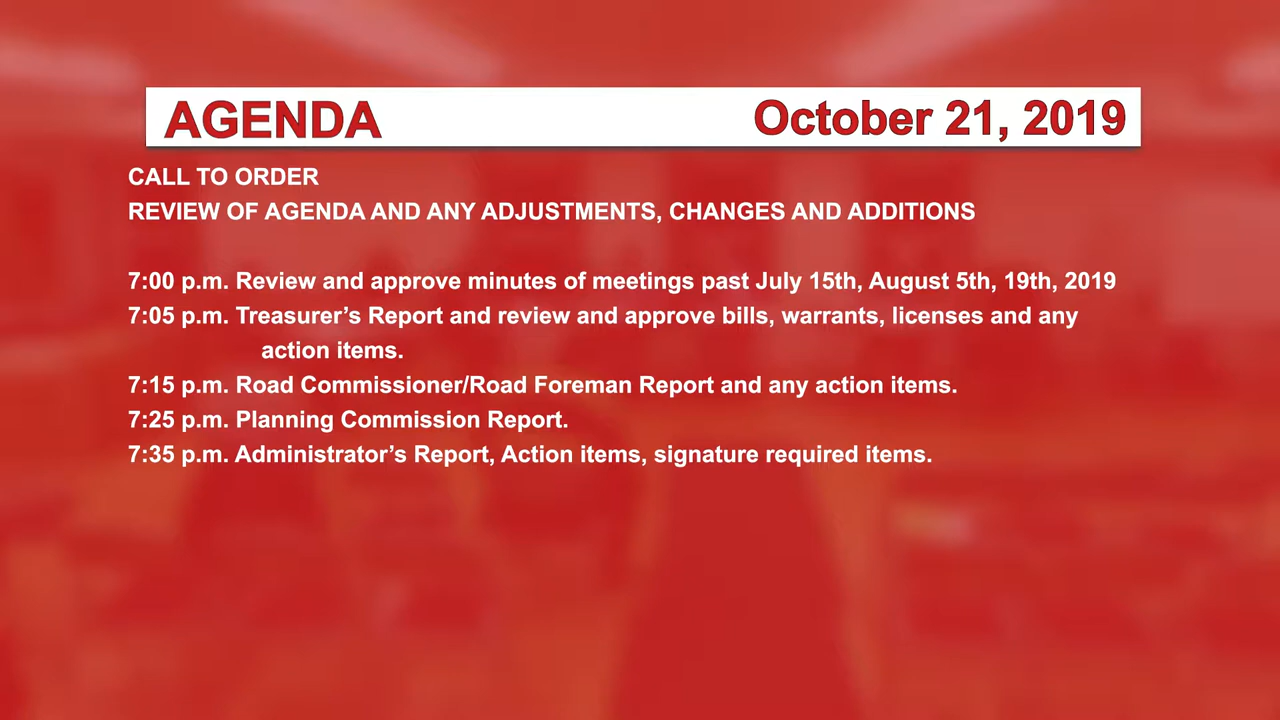 AGENDA October 21, 2019
CALL TO ORDER
REVIEW OF AGENDA AND ANY ADJUSTMENTS, CHANGES AND ADDITIONS
7:00 p.m. Review and approve minutes of meetings past July 15th, August 5th, 19th, 2019
7:05 p.m. Treasurer’s Report and review and approve bills, warrants, licenses and any
action items.
7:15 p.m. Road Commissioner/Road Foreman Report and any action items.
7:25 p.m. Planning Commission Report.
7:35 p.m. Administrator’s Report, Action items, signature required items.